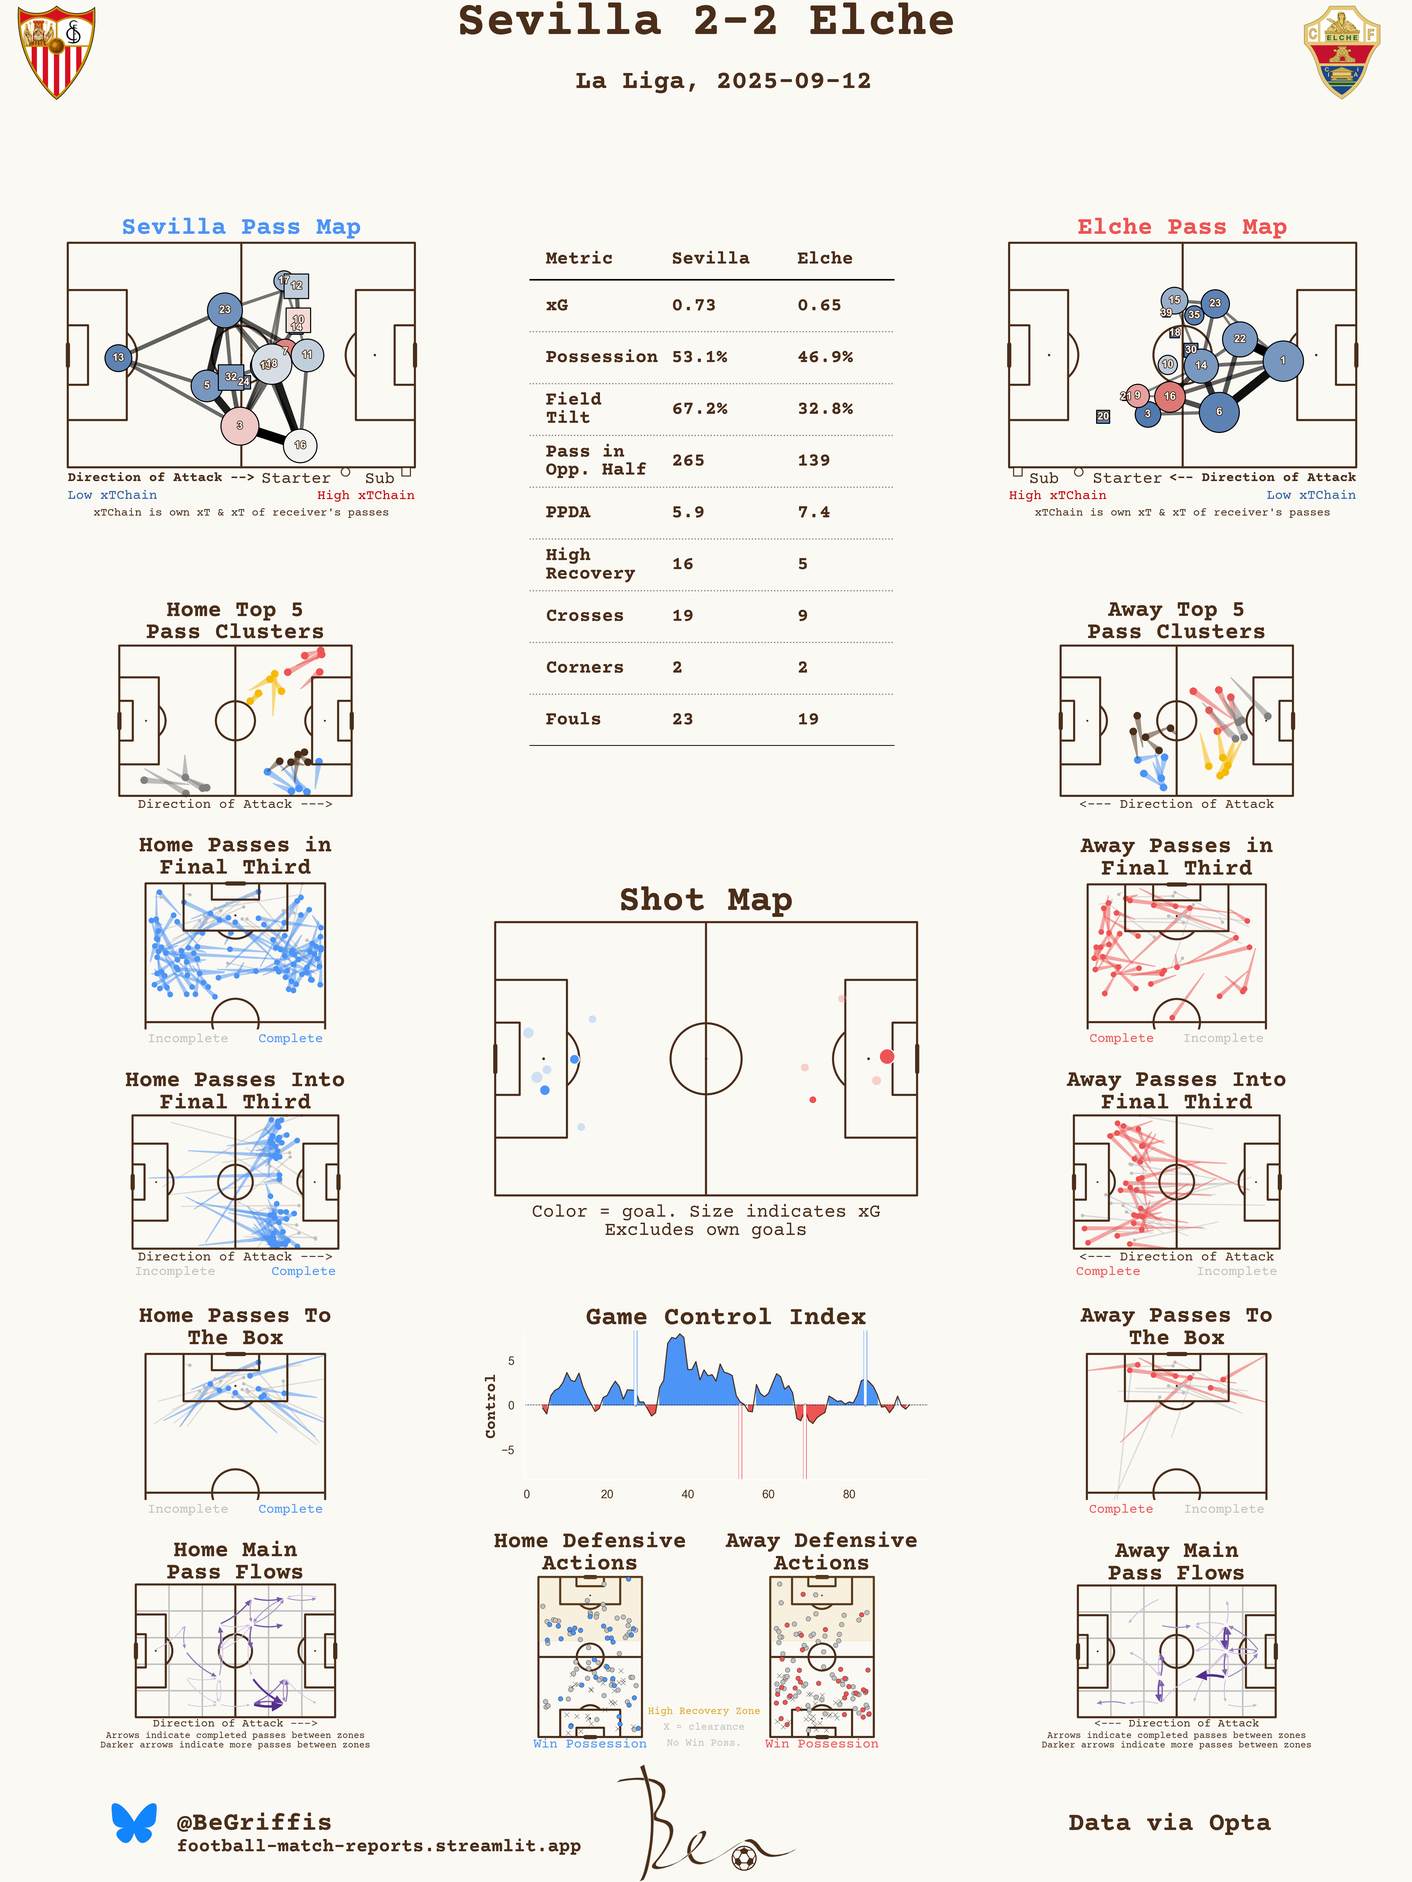 Sevilla 2-2 Elche
La Liga, 2025-09-12
CF
ELCHE
Sevilla Pass Map
17
12
23
10
14
13
7
11
18
32
24
5
3
16
Direction of Attack --> Starter Sub
Low xTChain High xTChain
xTChain is own xT & xT of receiver's passes
Metric Sevilla Elche
xG 0.73 0.65
Possession 53.1% 46.9%
Field
Tilt 67.2% 32.8%
Pass in
Opp. Half 265 139
PPDA 5.9 7.4
High
Recovery 16 5
Crosses 19 9
Corners 2 2
Fouls 23 19
Elche Pass Map
15
23
39
35
18
22
30
10
14
1
21
9
16
3
6
20
Sub Starter <-- Direction of Attack
High xTChain Low xTChain
xTChain is own xT & xT of receiver's passes
Home Top 5
Pass Clusters
Direction of Attack --->
Away Top 5
Pass Clusters
<--- Direction of Attack
Home Passes in
Final Third
Incomplete Complete
Away Passes in
Final Third
Complete Incomplete
Shot Map
Color = goal. Size indicates xG
Excludes own goals
Home Passes Into
Final Third
Direction of Attack --->
Incomplete Complete
Away Passes Into
Final Third
<--- Direction of Attack
Complete Incomplete
Home Passes To
The Box
Incomplete Complete
Game Control Index
Control
5
0
−5
0 20 40 60 80
Away Passes To
The Box
Complete Incomplete
Home Main
Pass Flows
Direction of Attack --->
Arrows indicate completed passes between zones
Darker arrows indicate more passes between zones
Home Defensive
Actions
Win Possession
High Recovery Zone
X = clearance
No Win Poss.
Away Defensive
Actions
Win Possession
Away Main
Pass Flows
<--- Direction of Attack
Arrows indicate completed passes between zones
Darker arrows indicate more passes between zones
@BeGriffis
football-match-reports.streamlit.app
Ben
Data via Opta